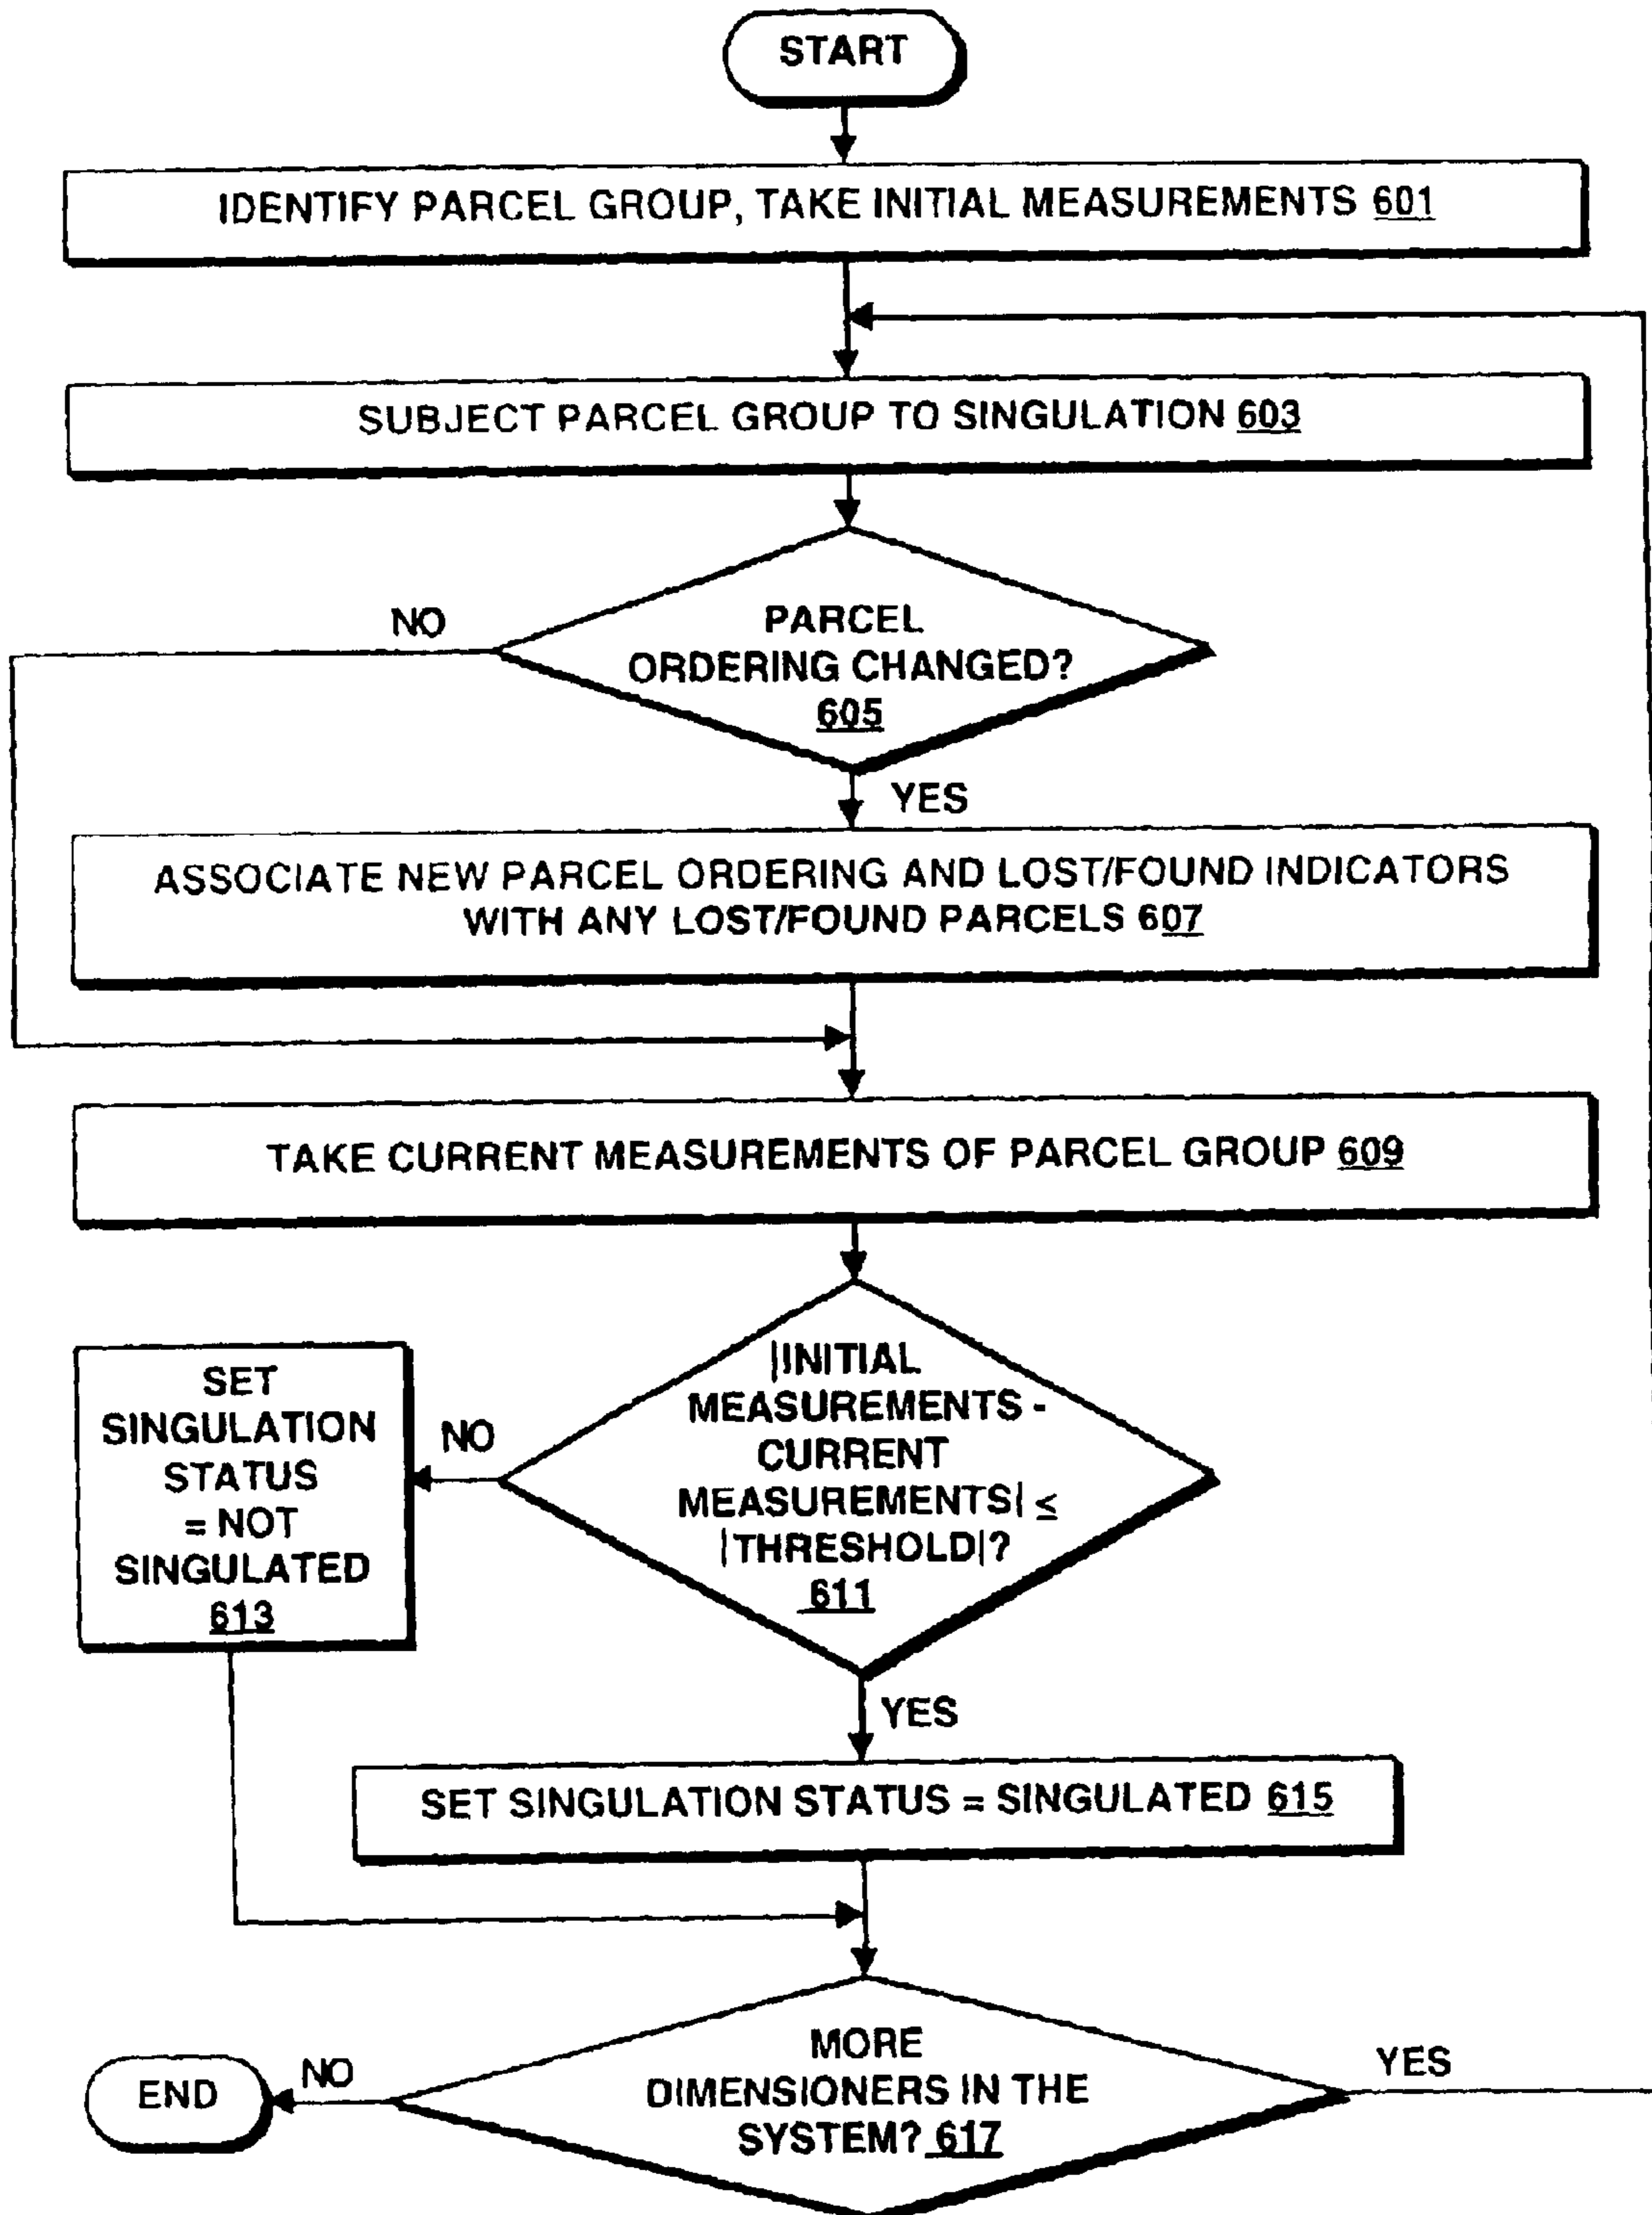 START
IDENTIFY PARCEL GROUP, TAKE INITIAL MEASUREMENTS 601
SUBJECT PARCEL GROUP TO SINGULATION 603
NO
PARCEL
ORDERING CHANGED?
605
YES
ASSOCIATE NEW PARCEL ORDERING AND LOST/FOUND INDICATORS
WITH ANY LOST/FOUND PARCELS 607
TAKE CURRENT MEASUREMENTS OF PARCEL GROUP 609
|INITIAL
MEASUREMENTS -
CURRENT
MEASUREMENTS| ≤
|THRESHOLD|?
611
NO
SET
SINGULATION
STATUS
= NOT
SINGULATED
613
YES
SET SINGULATION STATUS = SINGULATED 615
MORE
DIMENSIONERS IN THE
SYSTEM? 617
YES
NO
END